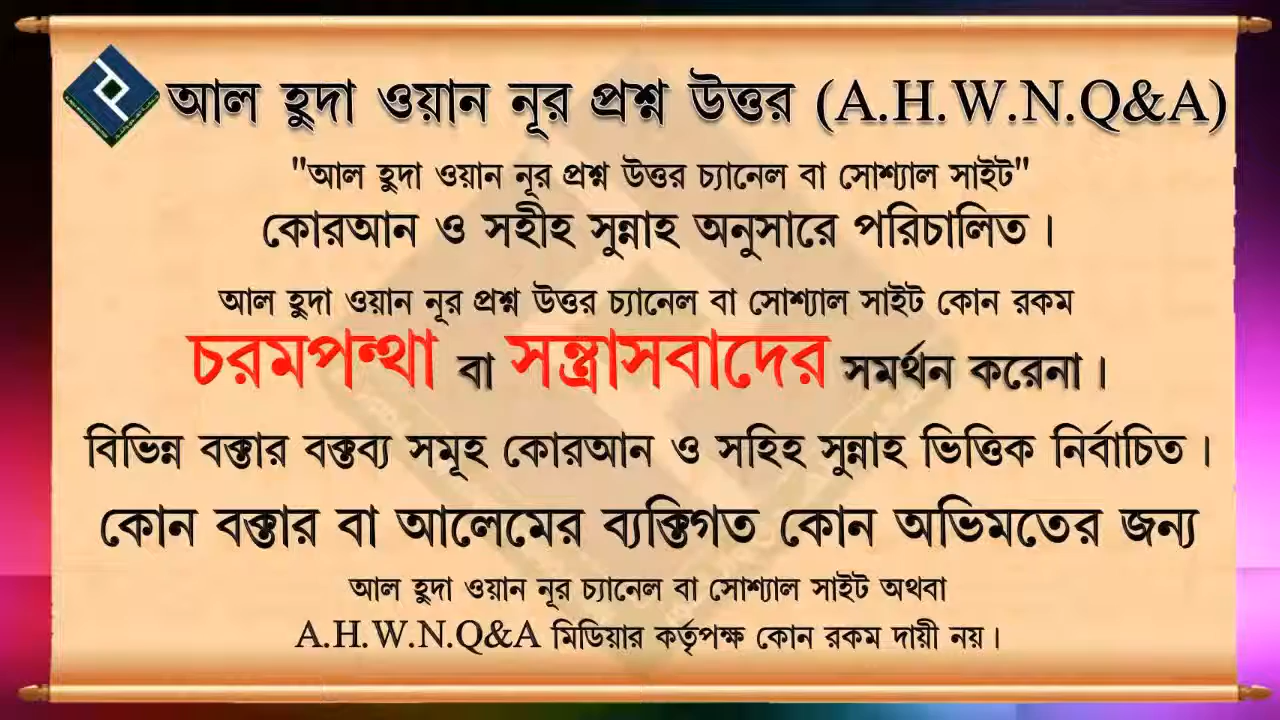 আল হুদা ওয়ান নূর প্রশ্ন উত্তর (A.H.W.N.Q&A)
"আল হুদা ওয়ান নূর প্রশ্ন উত্তর চ্যানেল বা সোশ্যাল সাইট"
কোরআন ও সহীহ সুন্নাহ অনুসারে পরিচালিত।
আল হুদা ওয়ান নূর প্রশ্ন উত্তর চ্যানেল বা সোশ্যাল সাইট কোন রকম
চরমপন্থা বা সন্ত্রাসবাদের সমর্থন করেনা।
বিভিন্ন বক্তার বক্তব্য সমূহ কোরআন ও সহিহ সুন্নাহ ভিত্তিক নির্বাচিত।
কোন বক্তার বা আলেমের ব্যক্তিগত কোন অভিমতের জন্য
আল হুদা ওয়ান নূর চ্যানেল বা সোশ্যাল সাইট অথবা
A.H.W.N.Q&A মিডিয়ার কর্তৃপক্ষ কোন রকম দায়ী নয়।